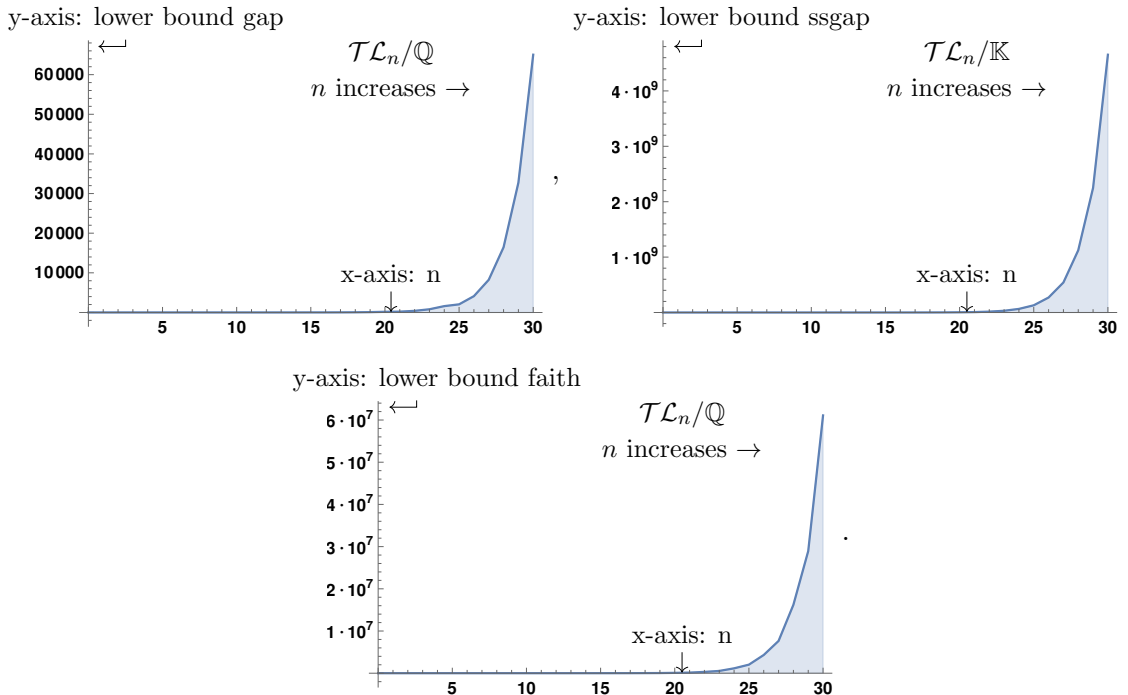 y-axis: lower bound gap
↵
𝒯ℒₙ/ℚ
n increases →
60000
50000
40000
30000
20000
10000
x-axis: n
↓
5 10 15 20 25 30
,
y-axis: lower bound ssgap
↵
𝒯ℒₙ/𝕂
n increases →
4·10⁹
3·10⁹
2·10⁹
1·10⁹
x-axis: n
↓
5 10 15 20 25 30
y-axis: lower bound faith
↵
𝒯ℒₙ/ℚ
n increases →
6·10⁷
5·10⁷
4·10⁷
3·10⁷
2·10⁷
1·10⁷
x-axis: n
↓
5 10 15 20 25 30
.